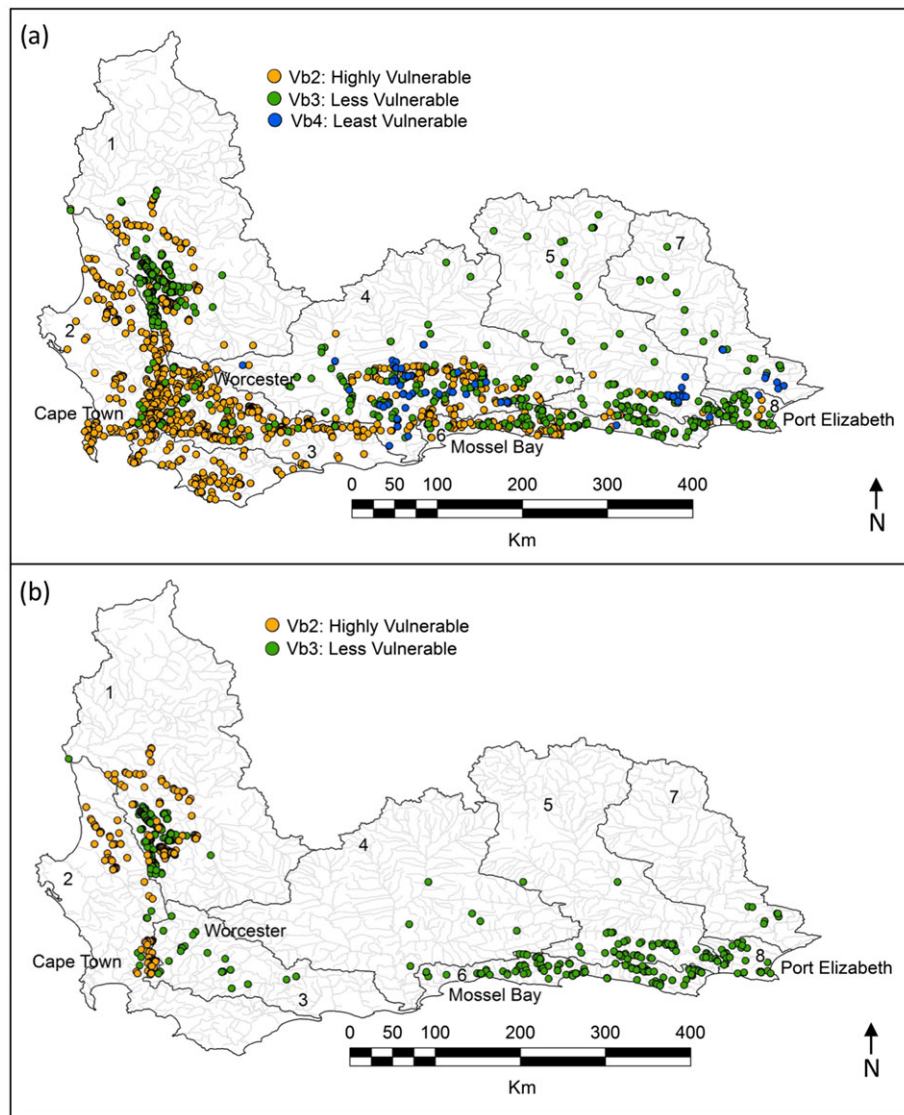 (a)
Vb2: Highly Vulnerable
Vb3: Less Vulnerable
Vb4: Least Vulnerable
1
7
5
4
2
Worcester
8
Cape Town
Port Elizabeth
6
Mossel Bay
3
0 50 100 200 300 400
Km
N
(b)
Vb2: Highly Vulnerable
Vb3: Less Vulnerable
1
5
7
4
2
Worcester
8
Cape Town
Port Elizabeth
6
Mossel Bay
3
0 50 100 200 300 400
Km
N